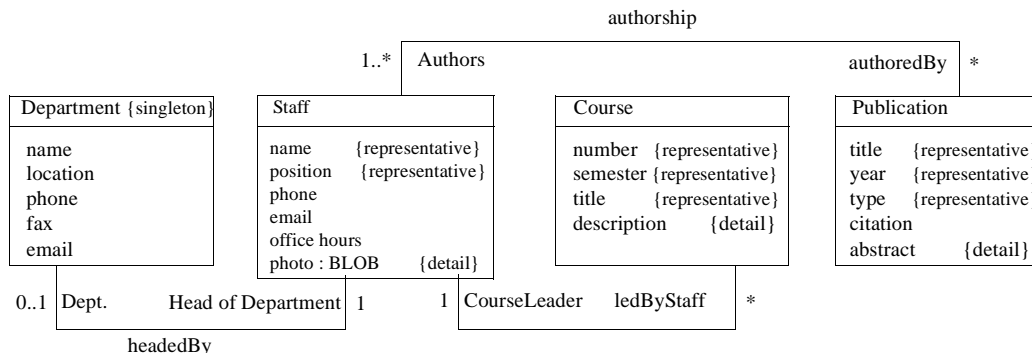 authorship
1..* Authors
authoredBy *
Department {singleton}
name
location
phone
fax
email
Staff
name {representative}
position {representative}
phone
email
office hours
photo : BLOB {detail}
Course
number {representative}
semester {representative}
title {representative}
description {detail}
Publication
title {representative}
year {representative}
type {representative}
citation
abstract {detail}
0..1 Dept. Head of Department 1
headedBy
1 CourseLeader ledByStaff *